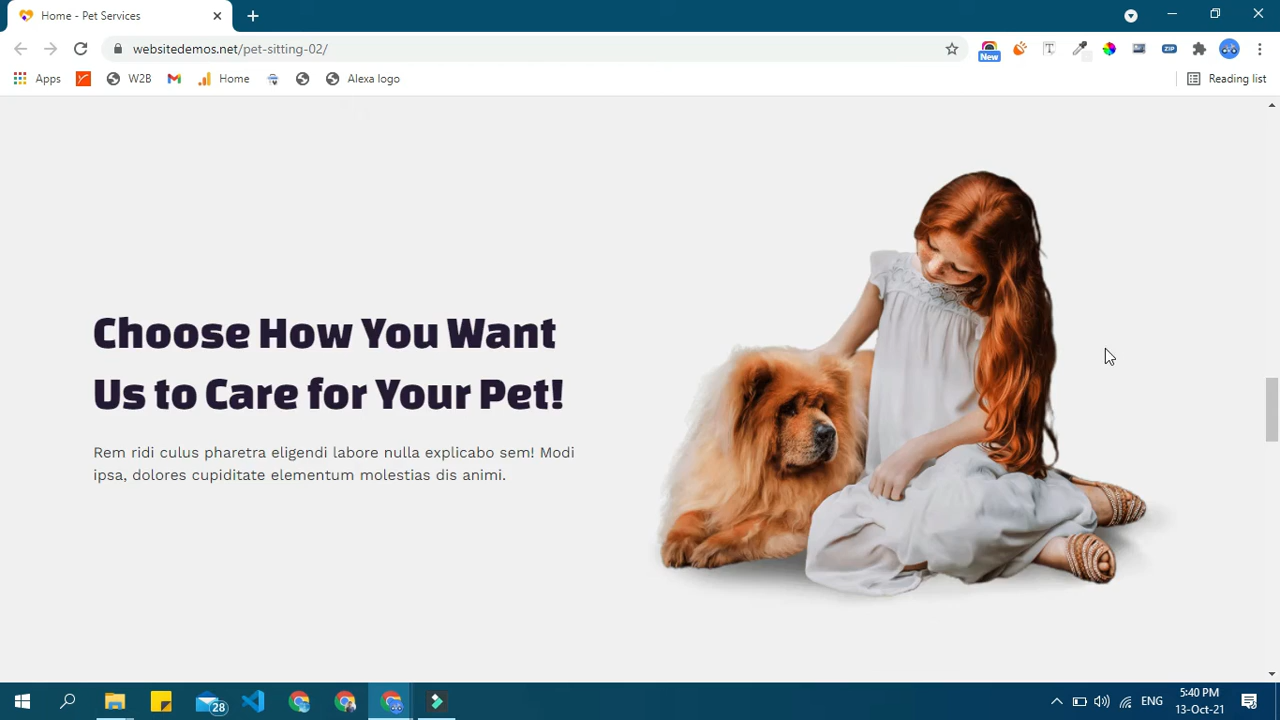 Home - Pet Services
websitedemos.net/pet-sitting-02/
New
T
ZIP
Apps
W2B
Home
Alexa logo
Reading list
Choose How You Want
Us to Care for Your Pet!
Rem ridi culus pharetra eligendi labore nulla explicabo sem! Modi
ipsa, dolores cupiditate elementum molestias dis animi.
28
ENG
5:40 PM
13-Oct-21